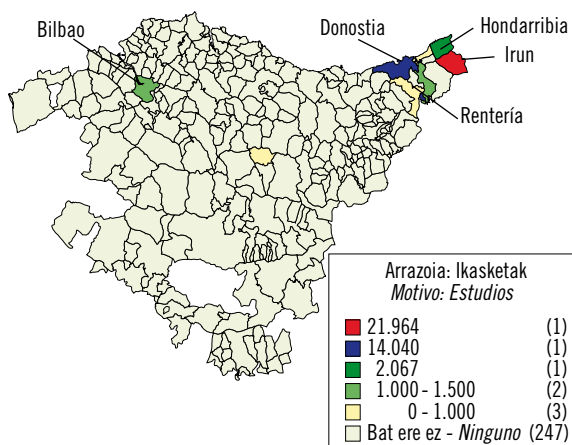 Bilbao
Donostia
Hondarribia
Irun
Rentería
Arrazoia: Ikasketak
Motivo: Estudios
21.964 (1)
14.040 (1)
2.067 (1)
1.000 - 1.500 (2)
0 - 1.000 (3)
Bat ere ez - Ninguno (247)